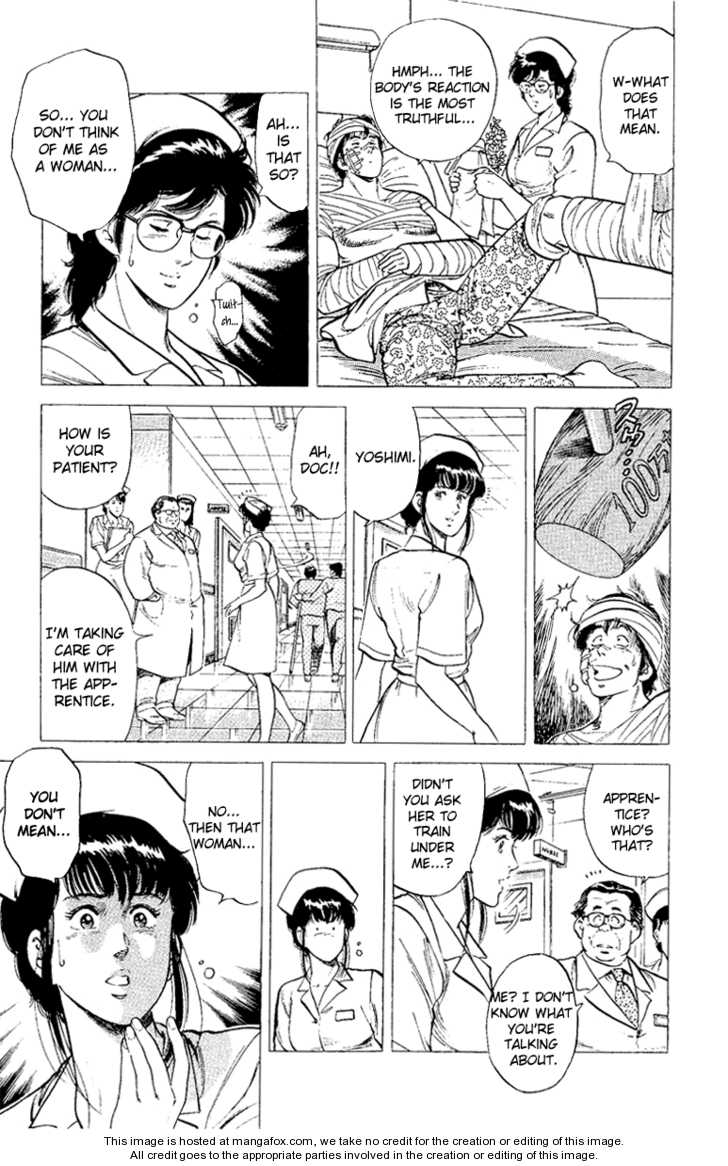 W-WHAT
DOES
THAT
MEAN.
HMPH... THE
BODY'S REACTION
IS THE MOST
TRUTHFUL...
AH...
IS
THAT
SO?
SO... YOU
DON'T THINK
OF ME AS
A WOMAN...
Twit-
ch...
100万
YOSHIMI.
AH,
DOC!!
HOW IS
YOUR
PATIENT?
I'M TAKING
CARE OF
HIM WITH
THE APP-
RENTICE.
APPREN-
TICE?
WHO'S
THAT?
DIDN'T
YOU ASK
HER TO
TRAIN
UNDER
ME...?
NURSE
ME? I DON'T
KNOW WHAT
YOU'RE
TALKING
ABOUT.
NO...
THEN THAT
WOMAN...
YOU
DON'T
MEAN...
This image is hosted at mangafox.com, we take no credit for the creation or editing of this image.
All credit goes to the appropriate parties involved in the creation or editing of this image.